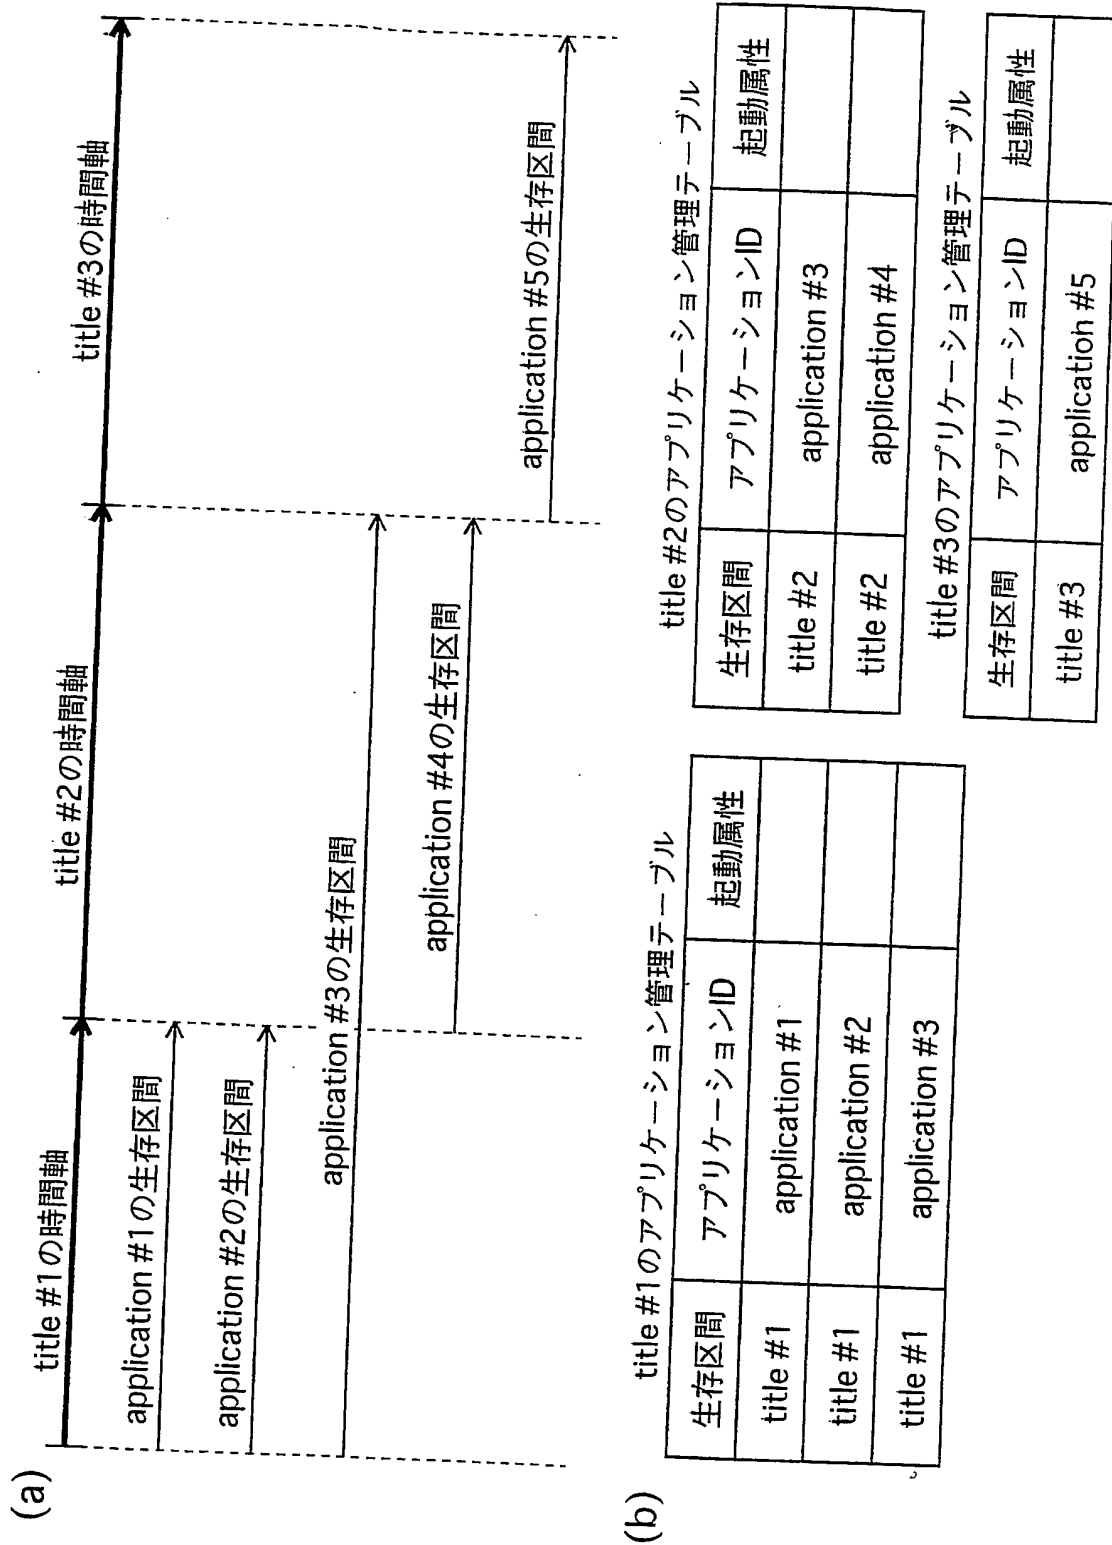 (a)
title #1の時間軸
title #2の時間軸
title #3の時間軸
application #1の生存区間
application #2の生存区間
application #3の生存区間
application #4の生存区間
application #5の生存区間
(b)
title #1のアプリケーション管理テーブル
生存区間 アプリケーションID 起動属性
title #1 application #1
title #1 application #2
title #1 application #3
title #2のアプリケーション管理テーブル
生存区間 アプリケーションID 起動属性
title #2 application #3
title #2 application #4
title #3のアプリケーション管理テーブル
生存区間 アプリケーションID 起動属性
title #3 application #5